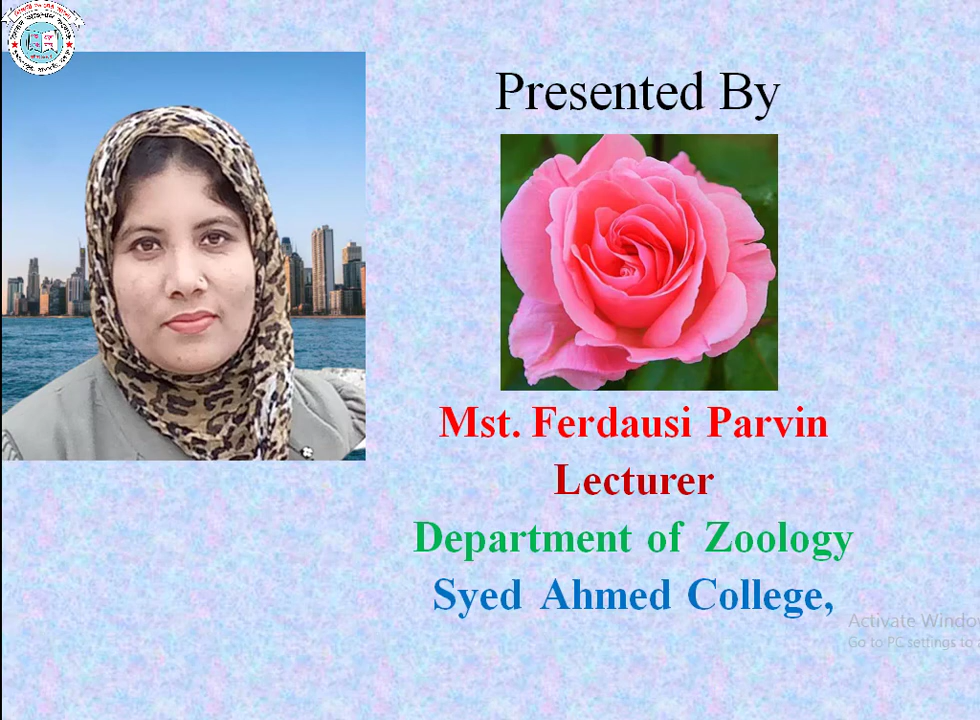 Presented By
Mst. Ferdausi Parvin
Lecturer
Department of Zoology
Syed Ahmed College,
Activate Windo
Go to PC settings to